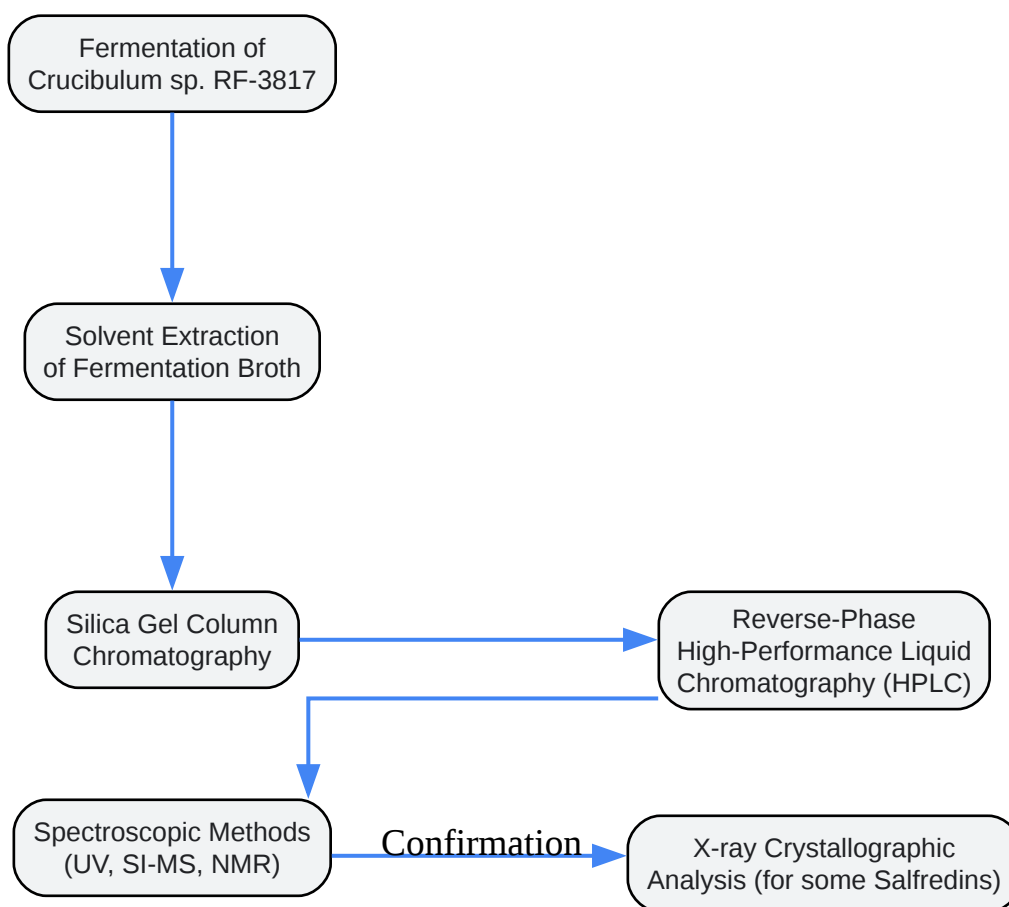 Fermentation of
Crucibulum sp. RF-3817
Solvent Extraction
of Fermentation Broth
Silica Gel Column
Chromatography
Reverse-Phase
High-Performance Liquid
Chromatography (HPLC)
Spectroscopic Methods
(UV, SI-MS, NMR)
Confirmation
X-ray Crystallographic
Analysis (for some Salfredins)